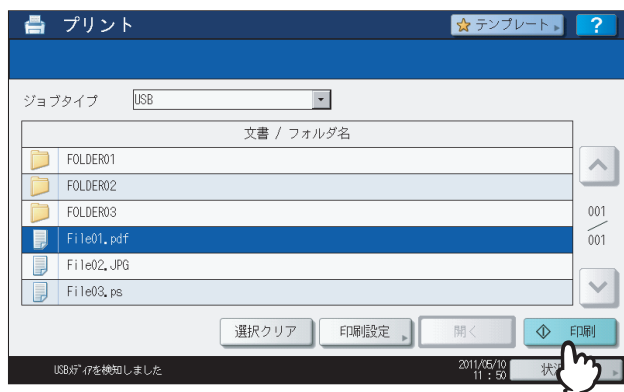 プリント
テンプレート
?
ジョブタイプ USB
文書 / フォルダ名
FOLDER01
FOLDER02
FOLDER03
001
001
File01.pdf
File02.JPG
File03.ps
選択クリア 印刷設定 開く 印刷
USBﾒﾃﾞｨｱを検知しました
2011/05/10
11 : 50